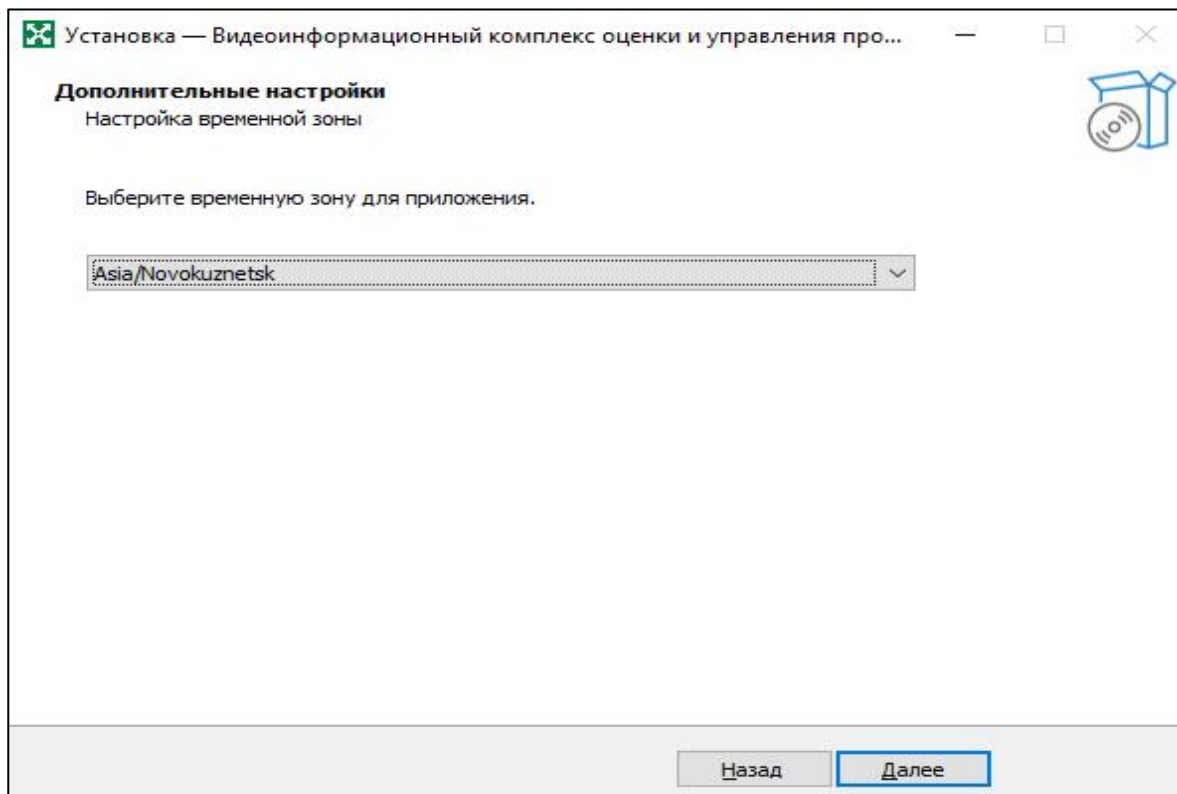 Установка — Видеоинформационный комплекс оценки и управления про...
Дополнительные настройки
Настройка временной зоны
Выберите временную зону для приложения.
Asia/Novokuznetsk
Назад
Далее